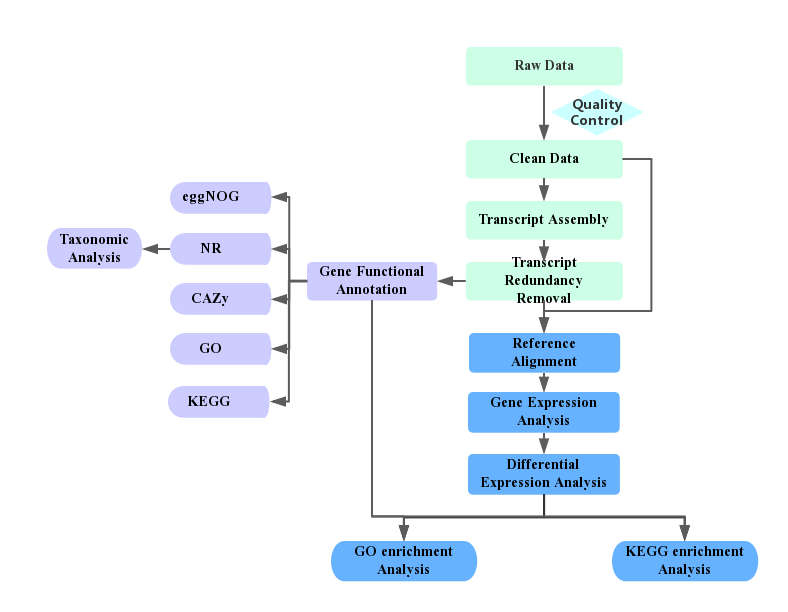 Raw Data
Quality
Control
Clean Data
Transcript Assembly
Transcript
Redundancy
Removal
Gene Functional
Annotation
eggNOG
NR
Taxonomic
Analysis
CAZy
GO
KEGG
Reference
Alignment
Gene Expression
Analysis
Differential
Expression Analysis
GO enrichment
Analysis
KEGG enrichment
Analysis